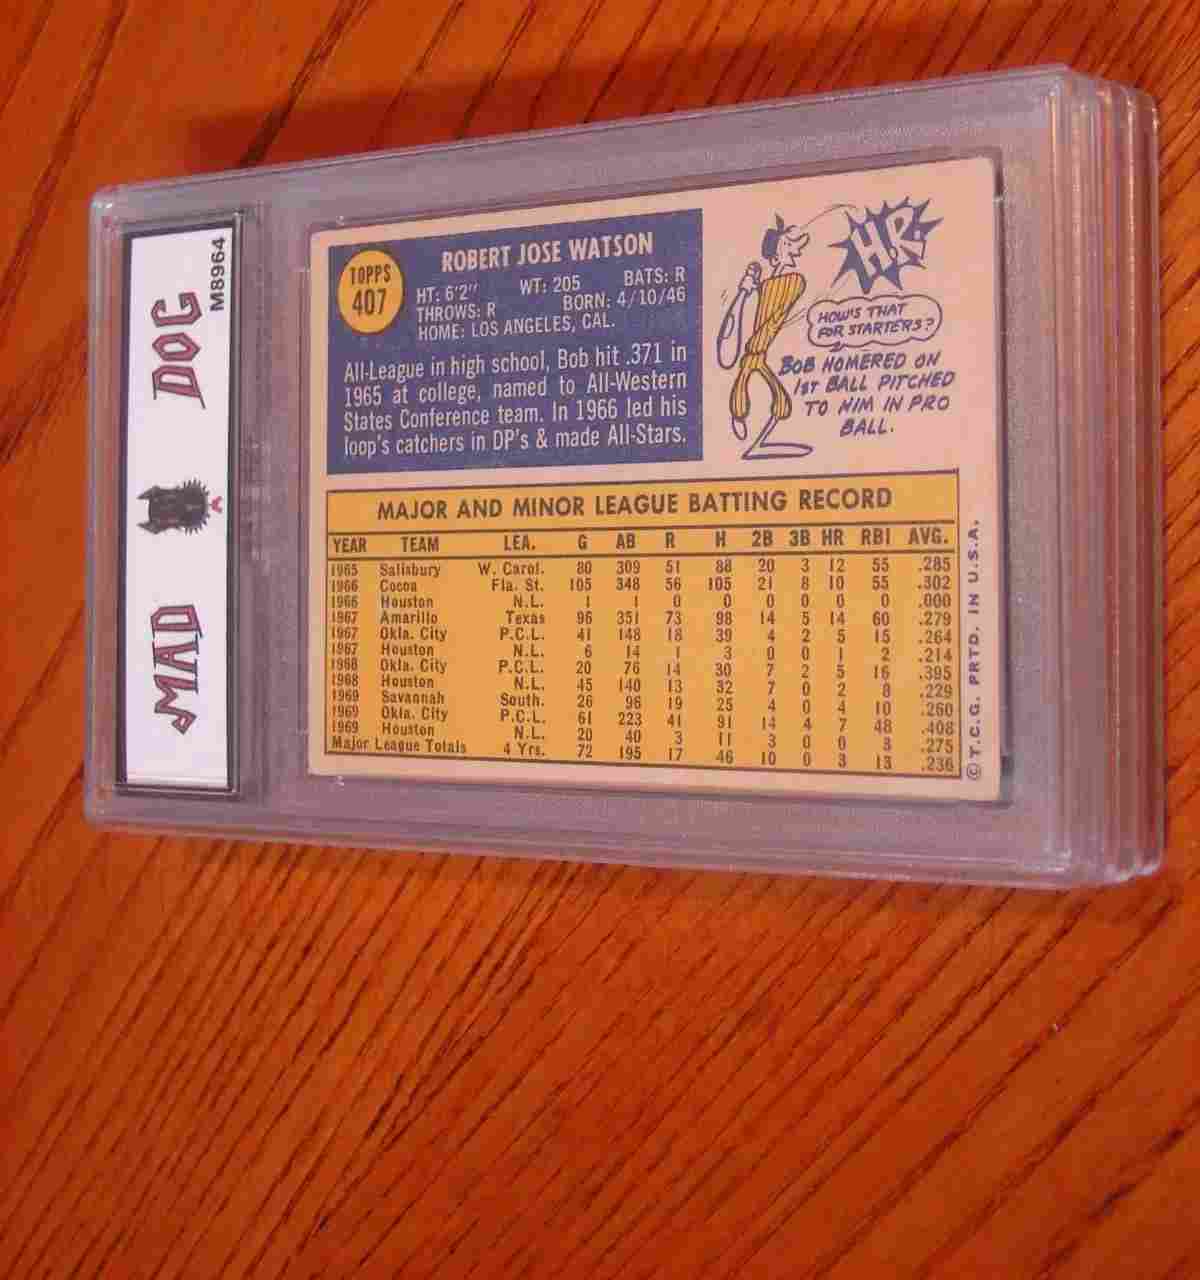 MAD DOG
M8964
TOPPS
407
ROBERT JOSE WATSON
HT: 6'2" WT: 205 BATS: R
THROWS: R BORN: 4/10/46
HOME: LOS ANGELES, CAL.
All-League in high school, Bob hit .371 in
1965 at college, named to All-Western
States Conference team. In 1966 led his
loop's catchers in DP's & made All-Stars.
HR
HOW'S THAT
FOR STARTERS?
BOB HOMERED ON
1ST BALL PITCHED
TO HIM IN PRO
BALL.
MAJOR AND MINOR LEAGUE BATTING RECORD
YEAR TEAM LEA. G AB R H 2B 3B HR RBI AVG.
1965 Salisbury W. Carol. 80 309 51 88 20 3 12 55 .285
1966 Cocoa Fla. St. 105 348 56 105 21 8 10 55 .302
1966 Houston N.L. 1 1 0 0 0 0 0 0 .000
1967 Amarillo Texas 96 351 73 98 14 5 14 60 .279
1967 Okla. City P.C.L. 41 148 18 39 4 2 5 15 .264
1967 Houston N.L. 6 14 1 3 0 0 1 2 .214
1968 Okla. City P.C.L. 20 76 14 30 7 2 5 16 .395
1968 Houston N.L. 45 140 13 32 7 0 2 8 .229
1969 Savannah South. 26 96 19 25 4 0 4 10 .260
1969 Okla. City P.C.L. 61 223 41 91 14 4 7 48 .408
1969 Houston N.L. 20 40 3 11 3 0 0 3 .275
Major League Totals 4 Yrs. 72 195 17 46 10 0 3 13 .236
© T.C.G. PRTD. IN U.S.A.